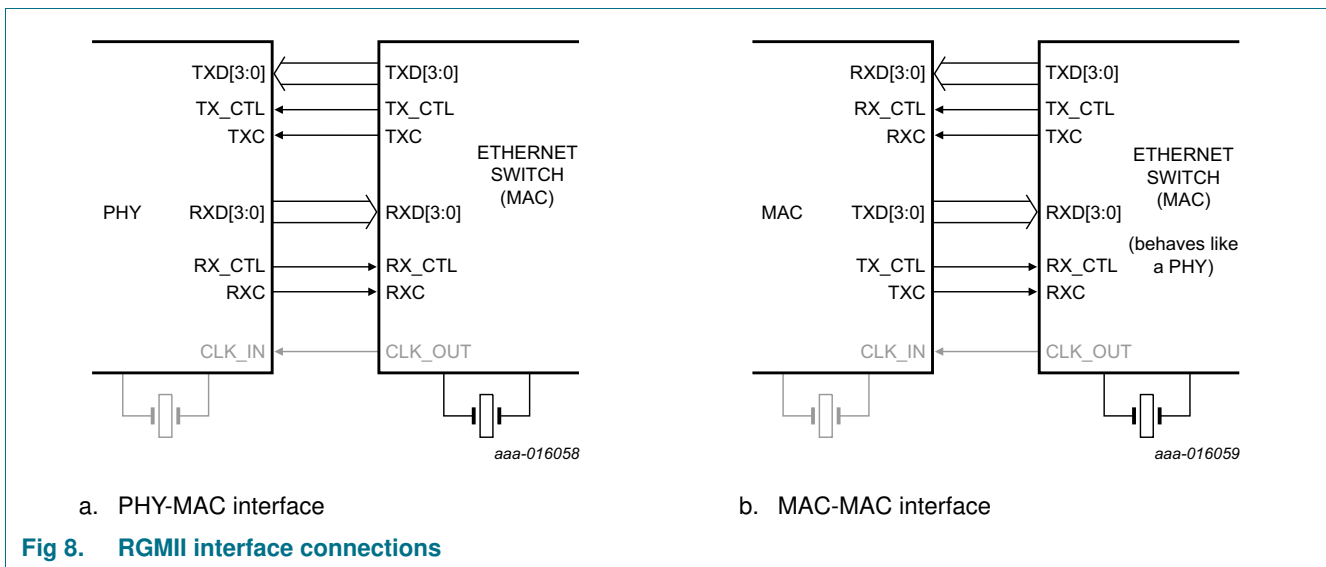 TXD[3:0] TXD[3:0]
TX_CTL TX_CTL
TXC TXC
ETHERNET
SWITCH
(MAC)
PHY RXD[3:0] RXD[3:0]
RX_CTL RX_CTL
RXC RXC
CLK_IN CLK_OUT
aaa-016058
a. PHY-MAC interface
RXD[3:0] TXD[3:0]
RX_CTL TX_CTL
RXC TXC
ETHERNET
SWITCH
(MAC)
MAC TXD[3:0] RXD[3:0]
(behaves like
a PHY)
TX_CTL RX_CTL
TXC RXC
CLK_IN CLK_OUT
aaa-016059
b. MAC-MAC interface
Fig 8. RGMII interface connections